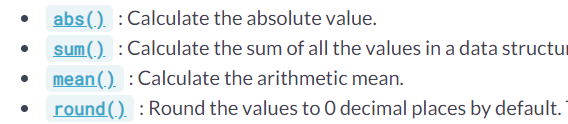 • abs() : Calculate the absolute value.
• sum() : Calculate the sum of all the values in a data
• mean() : Calculate the arithmetic mean.
• round() : Round the values to 0 decimal places by default.